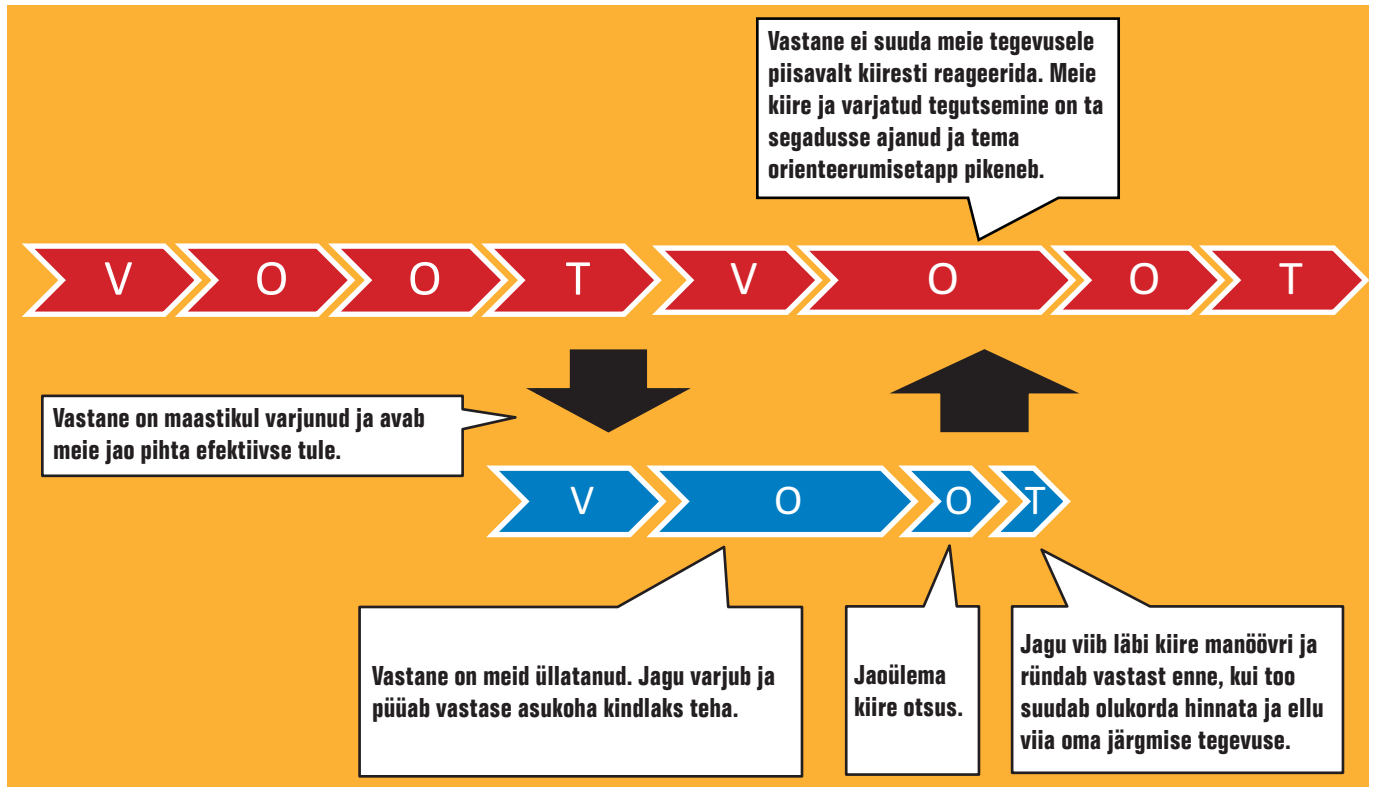 Vastane ei suuda meie tegevusele
piisavalt kiiresti reageerida. Meie
kiire ja varjatud tegutsemine on ta
segadusse ajanud ja tema
orienteerumisetapp pikeneb.
V O O T V O O T
Vastane on maastikul varjunud ja avab
meie jao pihta efektiivse tule.
V O O T
Vastane on meid üllatanud. Jagu varjub ja
püüab vastase asukoha kindlaks teha.
Jaoülema
kiire otsus.
Jagu viib läbi kiire manöövri ja
ründab vastast enne, kui too
suudab olukorda hinnata ja ellu
viia oma järgmise tegevuse.